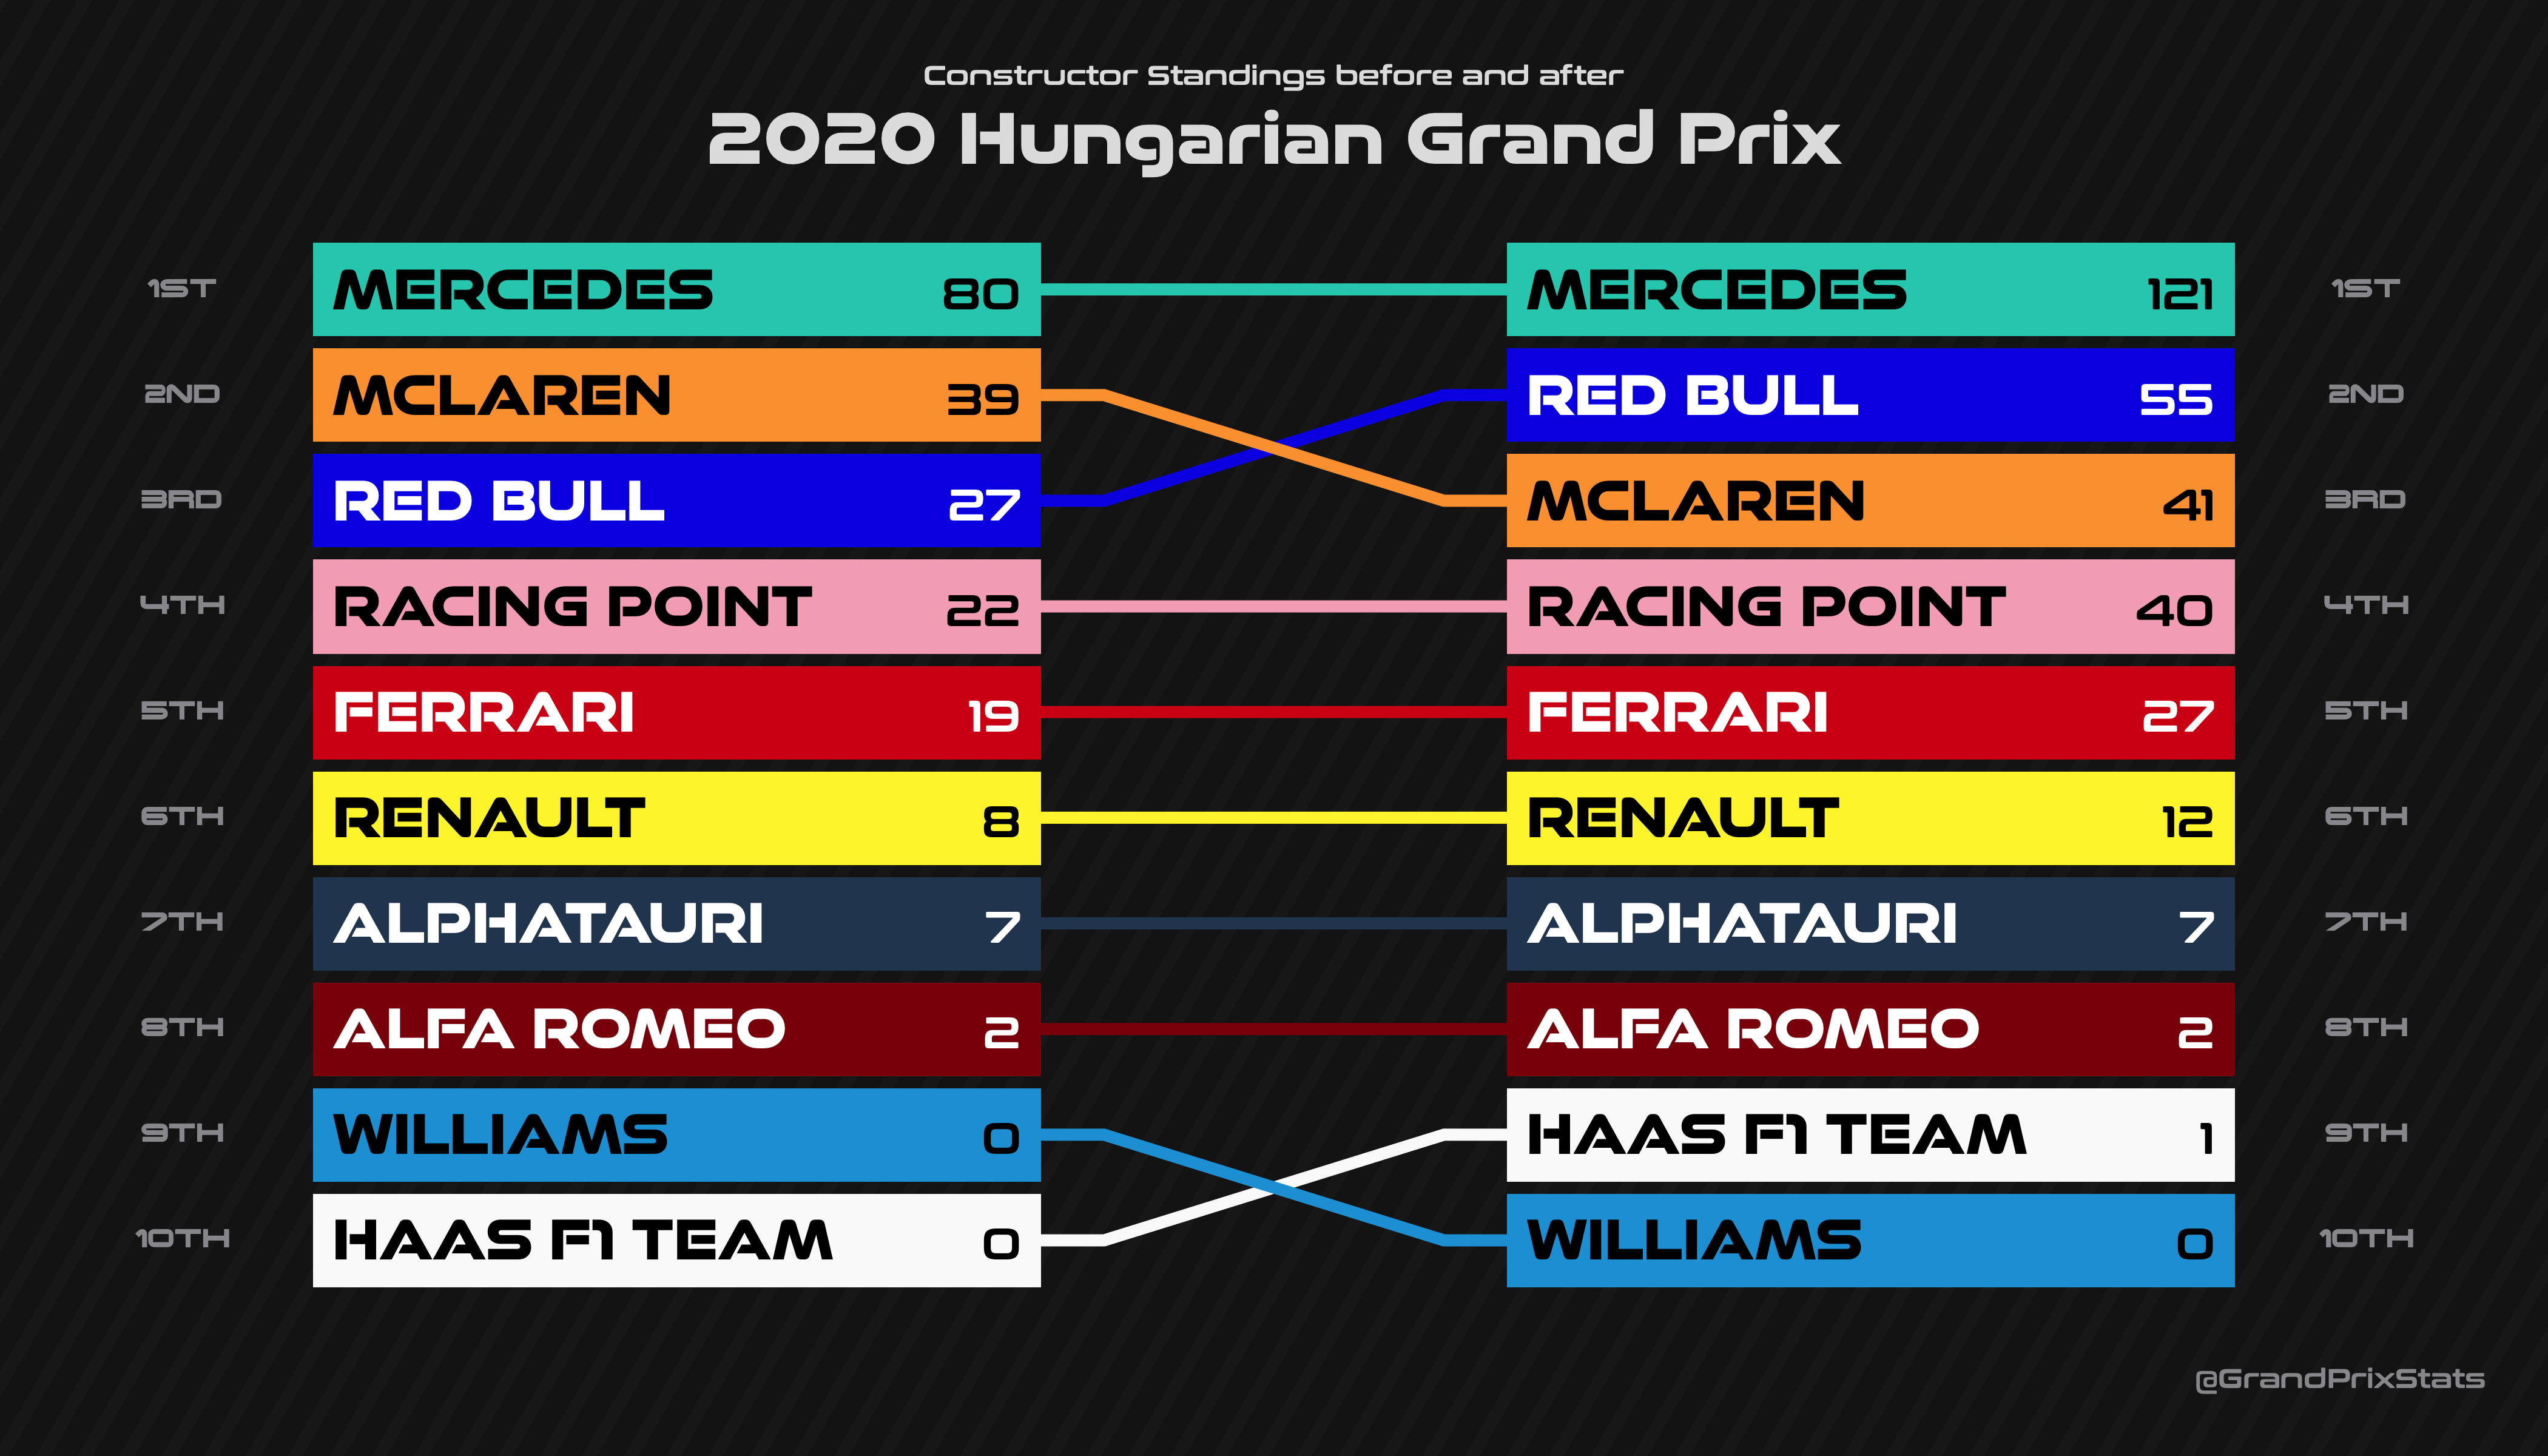 Constructor Standings before and after
2020 Hungarian Grand Prix
1ST MERCEDES 80 MERCEDES 121 1ST
2ND MCLAREN 39 RED BULL 55 2ND
3RD RED BULL 27 MCLAREN 41 3RD
4TH RACING POINT 22 RACING POINT 40 4TH
5TH FERRARI 19 FERRARI 27 5TH
6TH RENAULT 8 RENAULT 12 6TH
7TH ALPHATAURI 7 ALPHATAURI 7 7TH
8TH ALFA ROMEO 2 ALFA ROMEO 2 8TH
9TH WILLIAMS 0 HAAS F1 TEAM 1 9TH
10TH HAAS F1 TEAM 0 WILLIAMS 0 10TH
@GrandPrixStats